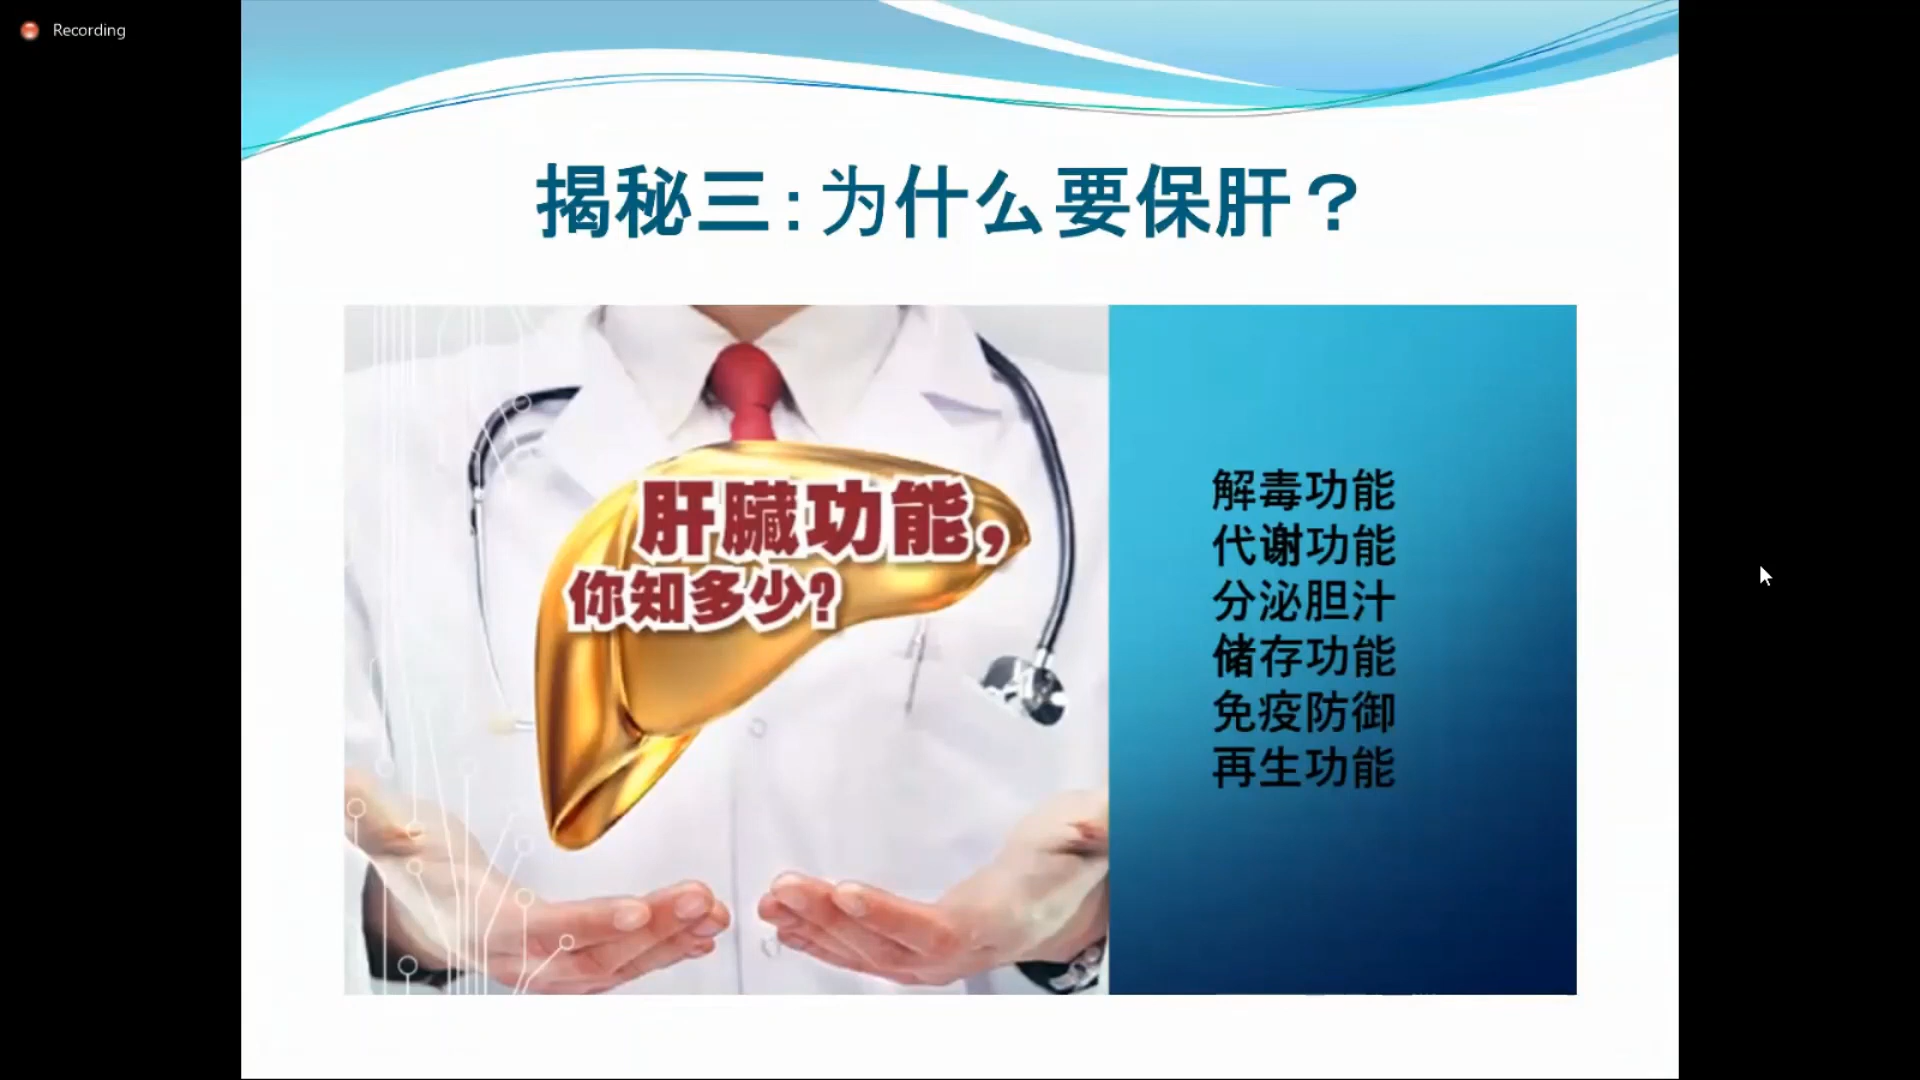 Recording
揭秘三:为什么要保肝？
肝臟功能，
你知多少?
解毒功能
代谢功能
分泌胆汁
储存功能
免疫防御
再生功能